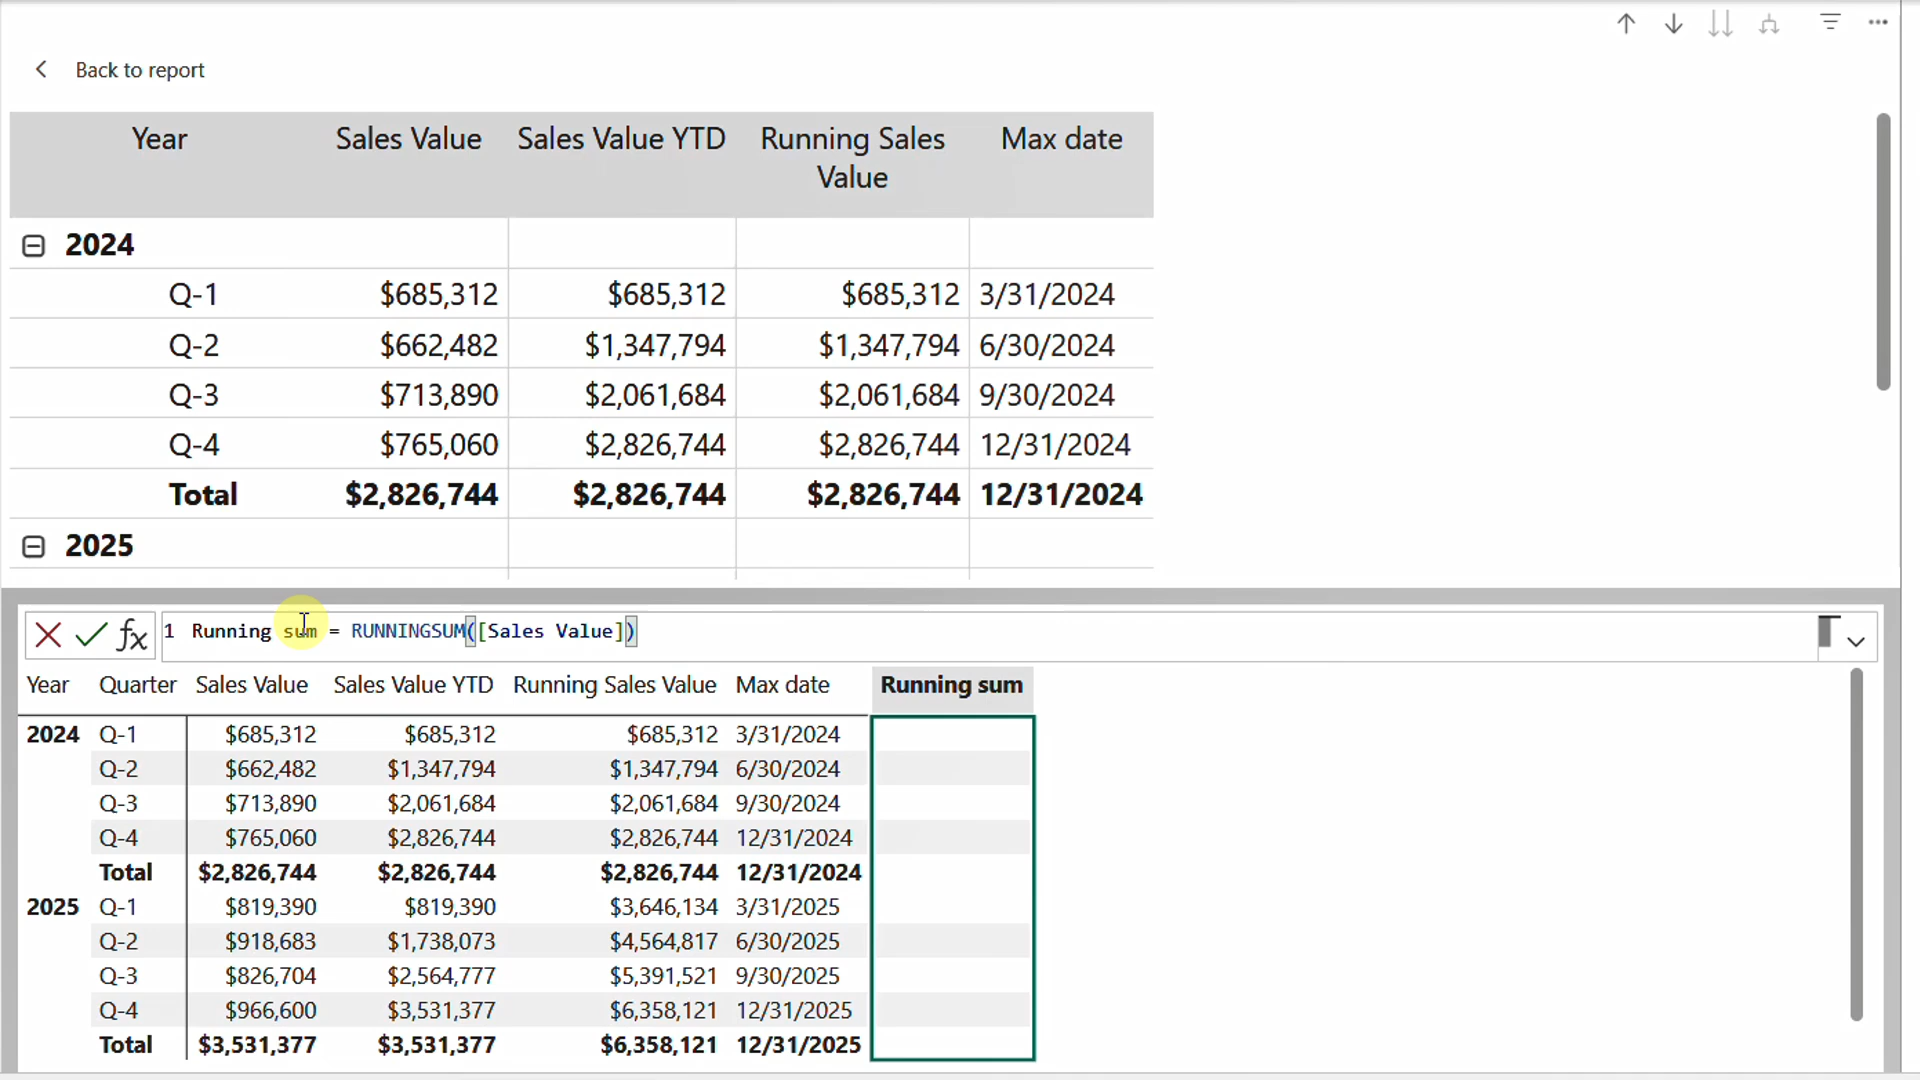 Back to report
Year Sales Value Sales Value YTD Running Sales Value Max date
2024
Q-1 $685,312 $685,312 $685,312 3/31/2024
Q-2 $662,482 $1,347,794 $1,347,794 6/30/2024
Q-3 $713,890 $2,061,684 $2,061,684 9/30/2024
Q-4 $765,060 $2,826,744 $2,826,744 12/31/2024
Total $2,826,744 $2,826,744 $2,826,744 12/31/2024
2025
fx 1 Running sum = RUNNINGSUM([Sales Value])
Year Quarter Sales Value Sales Value YTD Running Sales Value Max date Running sum
2024 Q-1 $685,312 $685,312 $685,312 3/31/2024
Q-2 $662,482 $1,347,794 $1,347,794 6/30/2024
Q-3 $713,890 $2,061,684 $2,061,684 9/30/2024
Q-4 $765,060 $2,826,744 $2,826,744 12/31/2024
Total $2,826,744 $2,826,744 $2,826,744 12/31/2024
2025 Q-1 $819,390 $819,390 $3,646,134 3/31/2025
Q-2 $918,683 $1,738,073 $4,564,817 6/30/2025
Q-3 $826,704 $2,564,777 $5,391,521 9/30/2025
Q-4 $966,600 $3,531,377 $6,358,121 12/31/2025
Total $3,531,377 $3,531,377 $6,358,121 12/31/2025